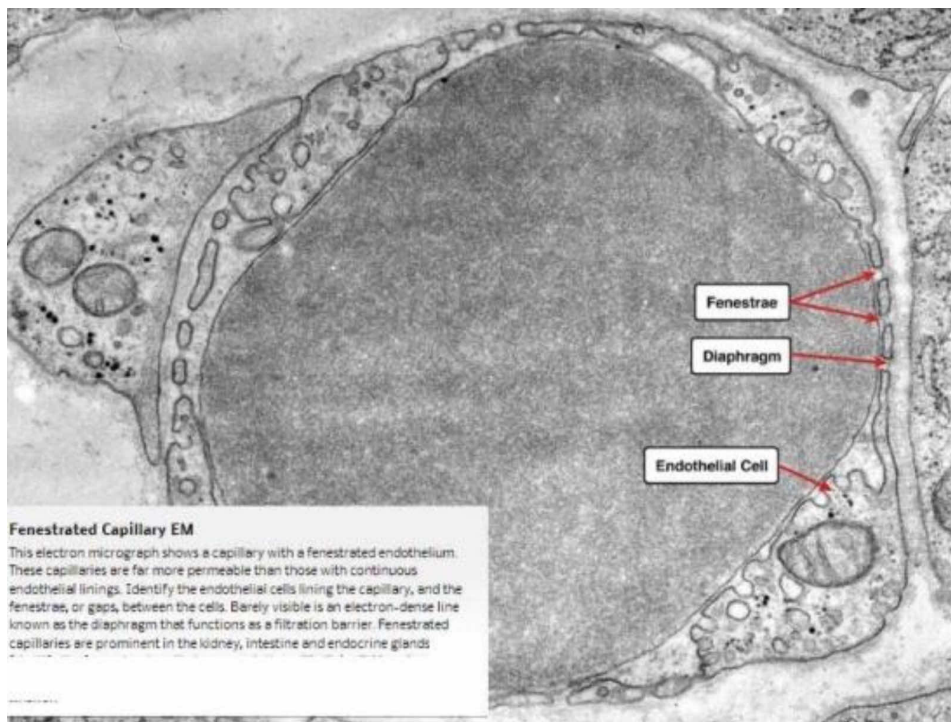 Fenestrae
Diaphragm
Endothelial Cell
Fenestrated Capillary EM
This electron micrograph shows a capillary with a fenestrated endothelium.
These capillaries are far more permeable than those with continuous
endothelial linings. Identify the endothelial cells lining the capillary, and the
fenestrae, or gaps, between the cells. Barely visible is an electron-dense line
known as the diaphragm that functions as a filtration barrier. Fenestrated
capillaries are prominent in the kidney, intestine and endocrine glands